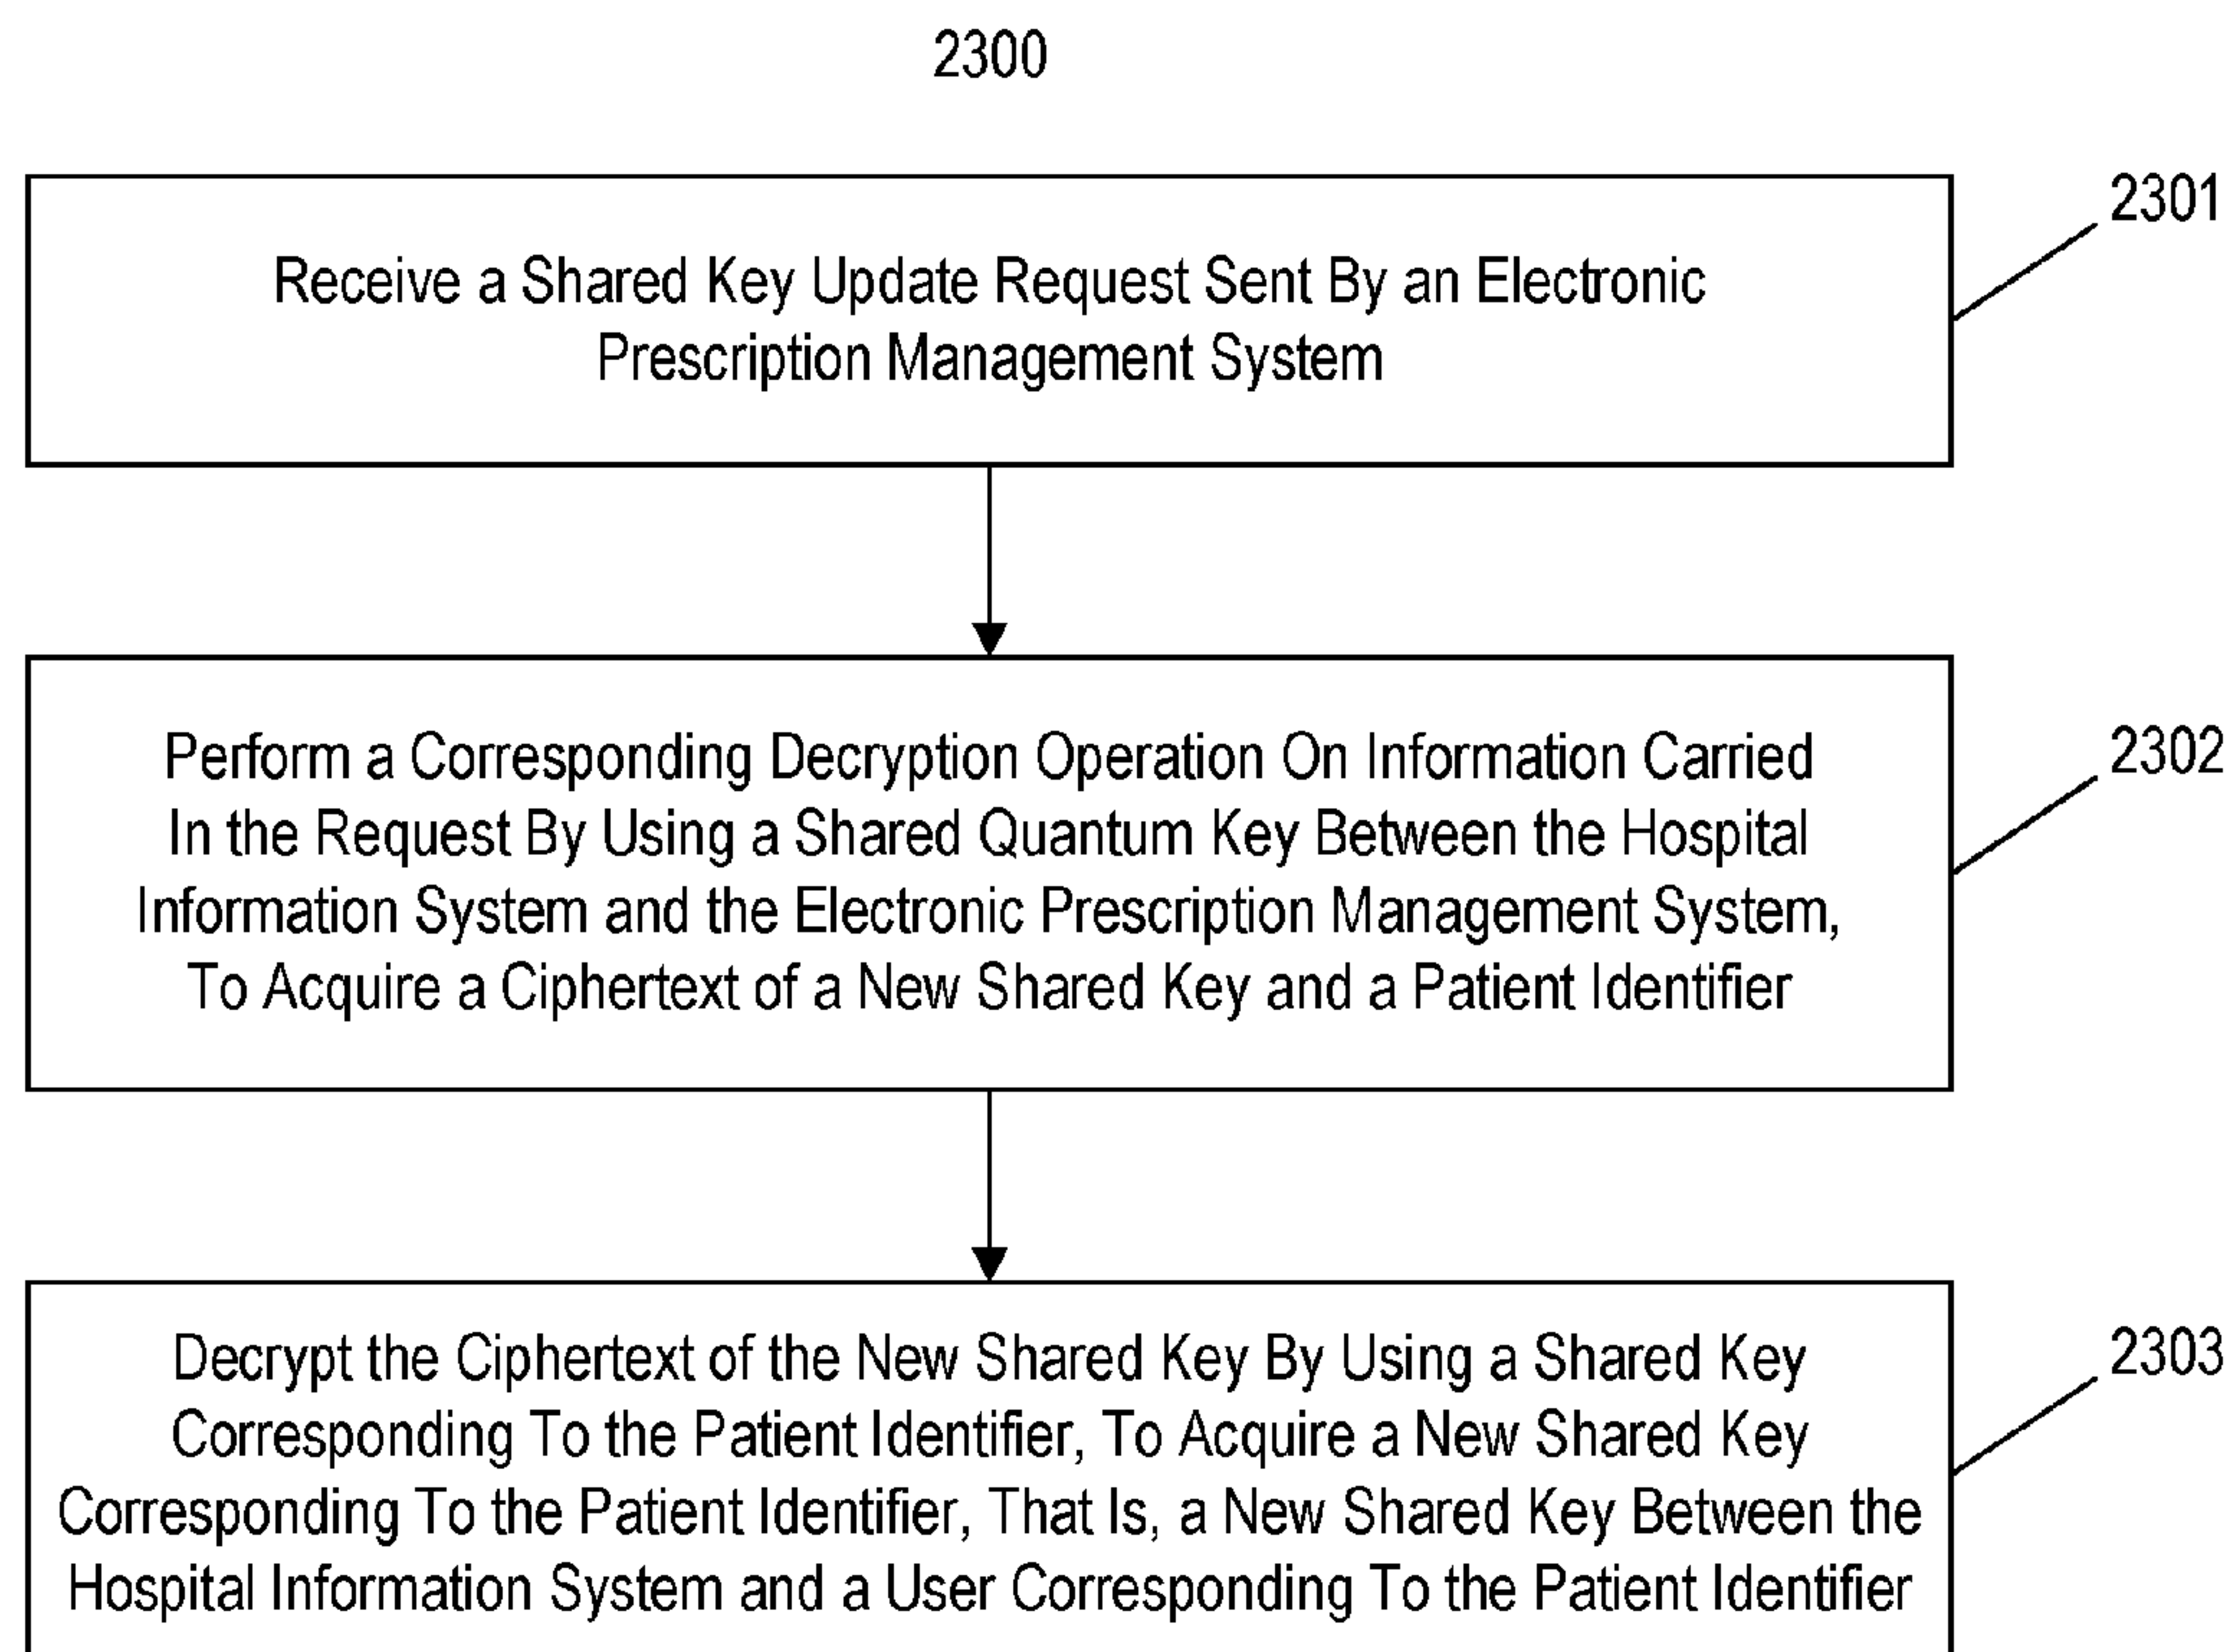 2300
2301
Receive a Shared Key Update Request Sent By an Electronic
Prescription Management System
2302
Perform a Corresponding Decryption Operation On Information Carried
In the Request By Using a Shared Quantum Key Between the Hospital
Information System and the Electronic Prescription Management System,
To Acquire a Ciphertext of a New Shared Key and a Patient Identifier
2303
Decrypt the Ciphertext of the New Shared Key By Using a Shared Key
Corresponding To the Patient Identifier, To Acquire a New Shared Key
Corresponding To the Patient Identifier, That Is, a New Shared Key Between the
Hospital Information System and a User Corresponding To the Patient Identifier